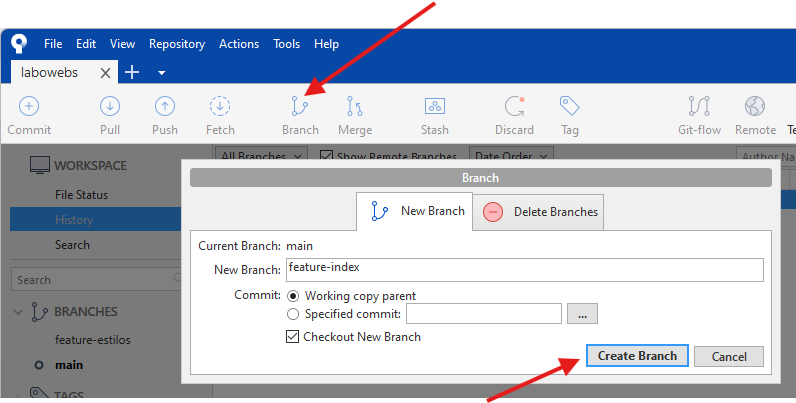 File Edit View Repository Actions Tools Help
labowebs
Commit Pull Push Fetch Branch Merge Stash Discard Tag Git-flow Remote
WORKSPACE
All Branches Show Remote Branches Date Order Author
File Status
History
Search
Search
BRANCHES
feature-estilos
main
TAGS
Branch
New Branch Delete Branches
Current Branch: main
New Branch: feature-index
Commit: Working copy parent
Specified commit: ...
Checkout New Branch
Create Branch Cancel